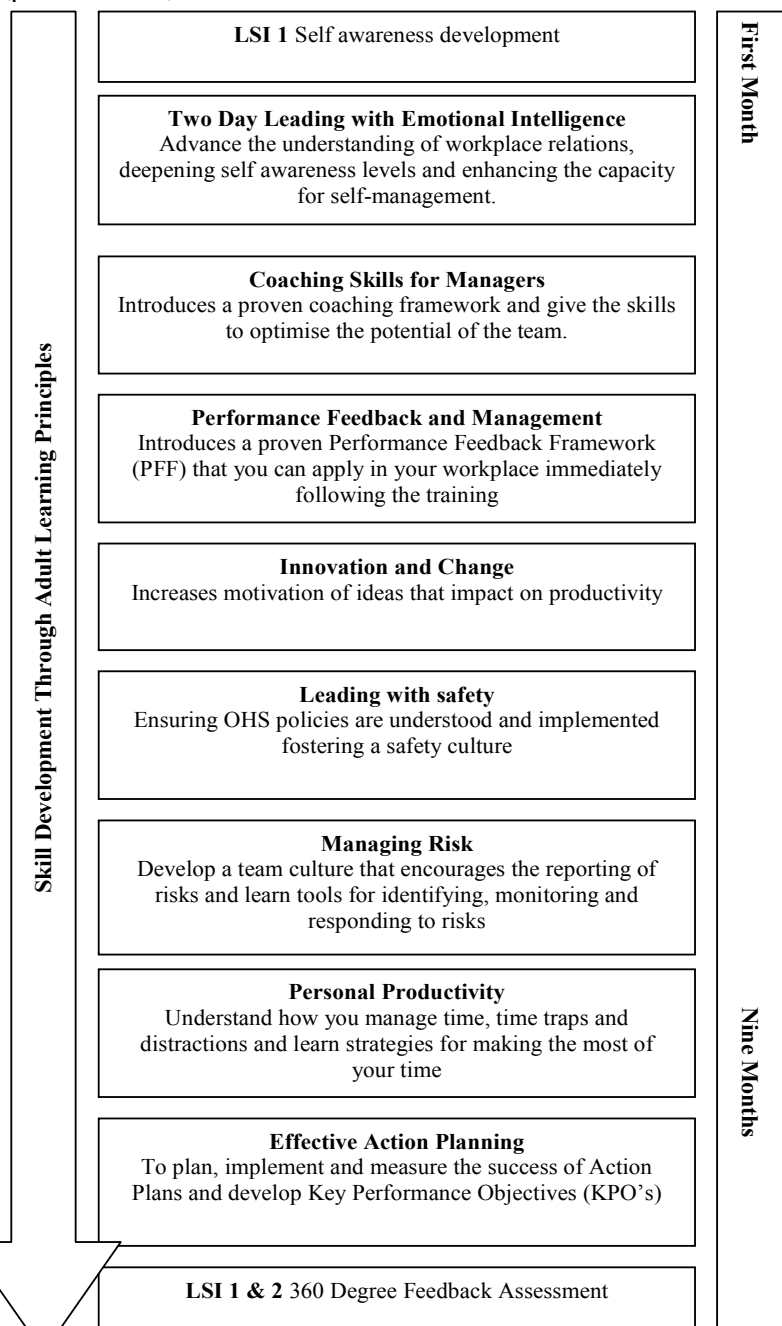 LSI 1 Self awareness development
First Month
Two Day Leading with Emotional Intelligence
Advance the understanding of workplace relations,
deepening self awareness levels and enhancing the capacity
for self-management.
Coaching Skills for Managers
Introduces a proven coaching framework and give the skills
to optimise the potential of the team.
Skill Development Through Adult Learning Principles
Performance Feedback and Management
Introduces a proven Performance Feedback Framework
(PFF) that you can apply in your workplace immediately
following the training
Innovation and Change
Increases motivation of ideas that impact on productivity
Leading with safety
Ensuring OHS policies are understood and implemented
fostering a safety culture
Managing Risk
Develop a team culture that encourages the reporting of
risks and learn tools for identifying, monitoring and
responding to risks
Personal Productivity
Understand how you manage time, time traps and
distractions and learn strategies for making the most of
your time
Nine Months
Effective Action Planning
To plan, implement and measure the success of Action
Plans and develop Key Performance Objectives (KPO's)
LSI 1 & 2 360 Degree Feedback Assessment